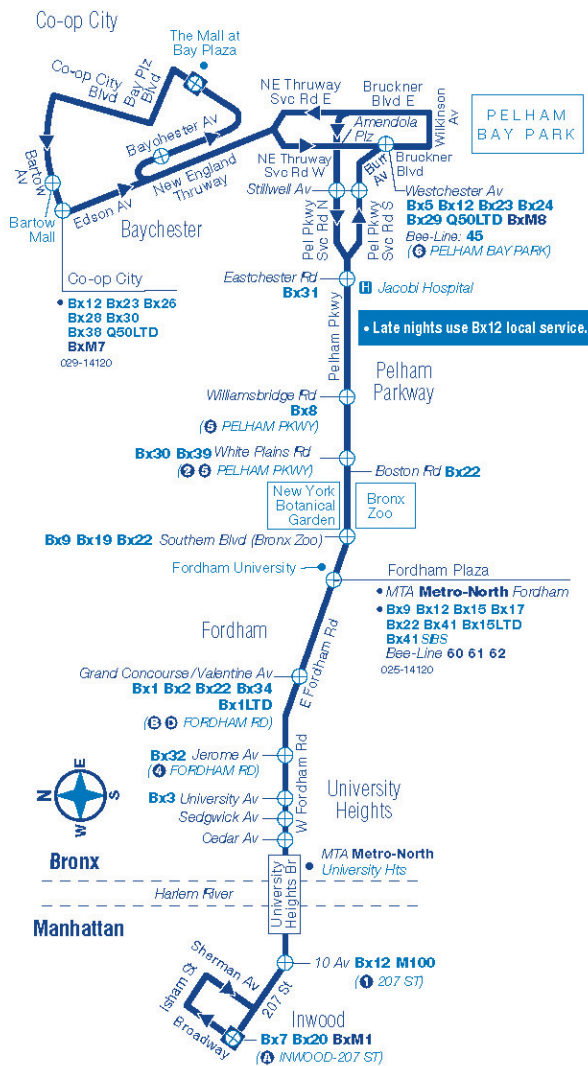 Co-op City
The Mall at
Bay Plaza
Co-op City
Blvd
Bay Plz
Blvd
Baychester Av
Bartow
Av
Bartow
Mall
Edson Av
New England
Thruway
Baychester
NE Thruway
Svc Rd E
Bruckner
Blvd E
Wilkinson
Av
Amendola
Plz
PELHAM
BAY PARK
NE Thruway
Svc Rd W
Burr
Av
Bruckner
Blvd
Stillwell Av
Pel Pkwy
Svc Rd N
Pel Pkwy
Svc Rd S
Westchester Av
Bx5 Bx12 Bx23 Bx24
Bx29 Q50LTD BxM8
Bee-Line: 45
(6 PELHAM BAY PARK)
Co-op City
• Bx12 Bx23 Bx26
Bx28 Bx30
Bx38 Q50LTD
BxM7
029-14120
Eastchester Rd
Bx31
H Jacobi Hospital
• Late nights use Bx12 local service.
Pelham Pkwy
Pelham
Parkway
Williamsbridge Rd
Bx8
(5 PELHAM PKWY)
Bx30 Bx39 White Plains Rd
(2 5 PELHAM PKWY)
Boston Rd Bx22
New York
Botanical
Garden
Bronx
Zoo
Bx9 Bx19 Bx22 Southern Blvd (Bronx Zoo)
Fordham University
Fordham Plaza
• MTA Metro-North Fordham
• Bx9 Bx12 Bx15 Bx17
Bx22 Bx41 Bx15LTD
Bx41 SBS
Bee-Line 60 61 62
025-14120
Fordham
E Fordham Rd
Grand Concourse/Valentine Av
Bx1 Bx2 Bx22 Bx34
Bx1LTD
(B D FORDHAM RD)
Bx32 Jerome Av
(4 FORDHAM RD)
W Fordham Rd
Bx3 University Av
Sedgwick Av
Cedar Av
University
Heights
N
E
S
W
Bronx
University
Heights Br
• MTA Metro-North
University Hts
Harlem River
Manhattan
10 Av Bx12 M100
(1 207 ST)
Sherman Av
Isham St
207 St
Broadway
Inwood
Bx7 Bx20 BxM1
(A INWOOD-207 ST)